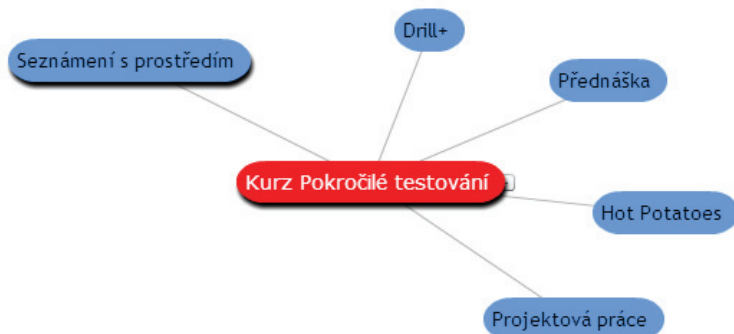 Drill+
Seznámení s prostředím
Přednáška
Kurz Pokročilé testování
Hot Potatoes
Projektová práce